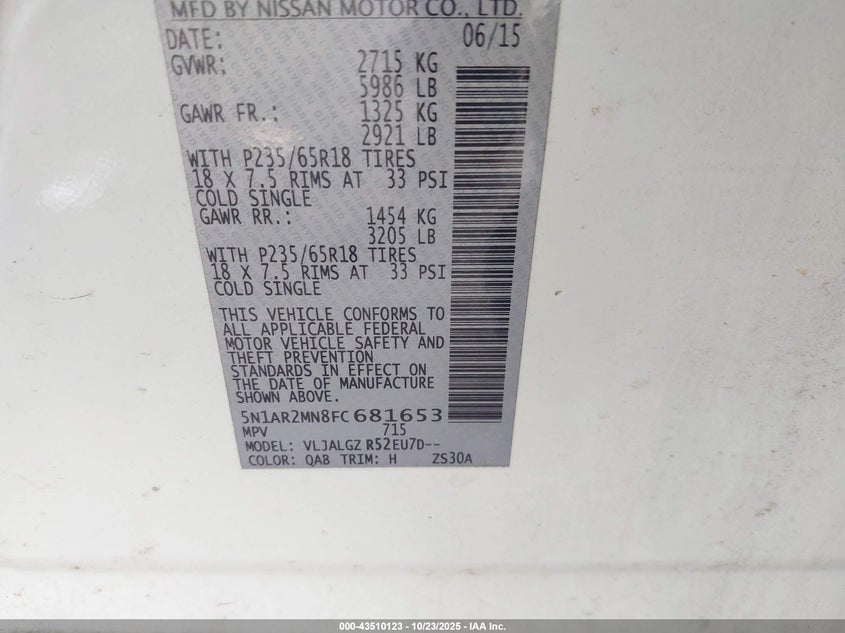 MFD BY NISSAN MOTOR CO., LTD.
DATE: 06/15
GVWR: 2715 KG
5986 LB
GAWR FR.: 1325 KG
2921 LB
WITH P235/65R18 TIRES
18 X 7.5 RIMS AT 33 PSI
COLD SINGLE
GAWR RR.: 1454 KG
3205 LB
WITH P235/65R18 TIRES
18 X 7.5 RIMS AT 33 PSI
COLD SINGLE
THIS VEHICLE CONFORMS TO
ALL APPLICABLE FEDERAL
MOTOR VEHICLE SAFETY AND
THEFT PREVENTION
STANDARDS IN EFFECT ON
THE DATE OF MANUFACTURE
SHOWN ABOVE.
5N1AR2MN8FC681653
MPV 715
MODEL: VLJALGZ R52EU7D--
COLOR: QAB TRIM: H ZS30A
000-43510123 - 10/23/2025 - IAA Inc.